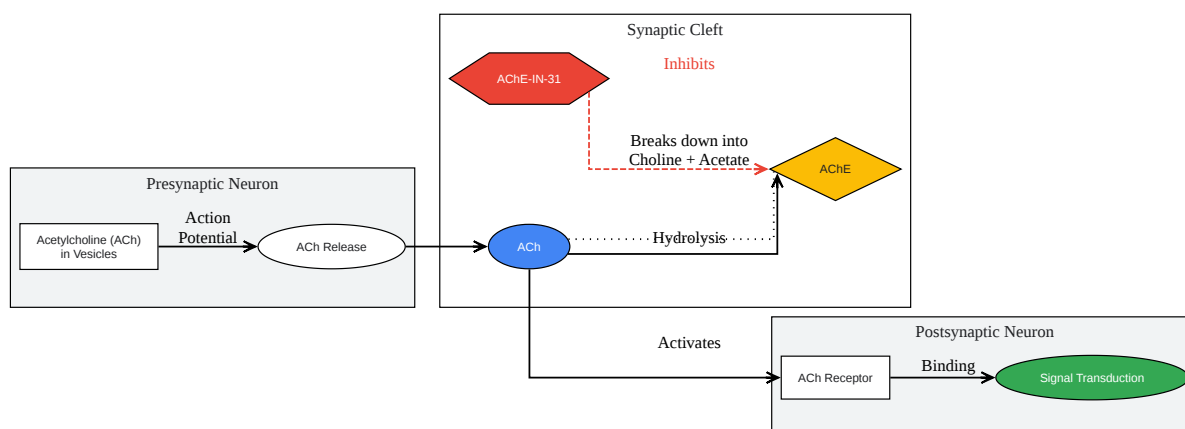 Synaptic Cleft
Inhibits
AChE-IN-31
Breaks down into
Choline + Acetate
AChE
Presynaptic Neuron
Action
Potential
Acetylcholine (ACh)
in Vesicles
ACh Release
ACh
Hydrolysis
Activates
Postsynaptic Neuron
ACh Receptor
Binding
Signal Transduction